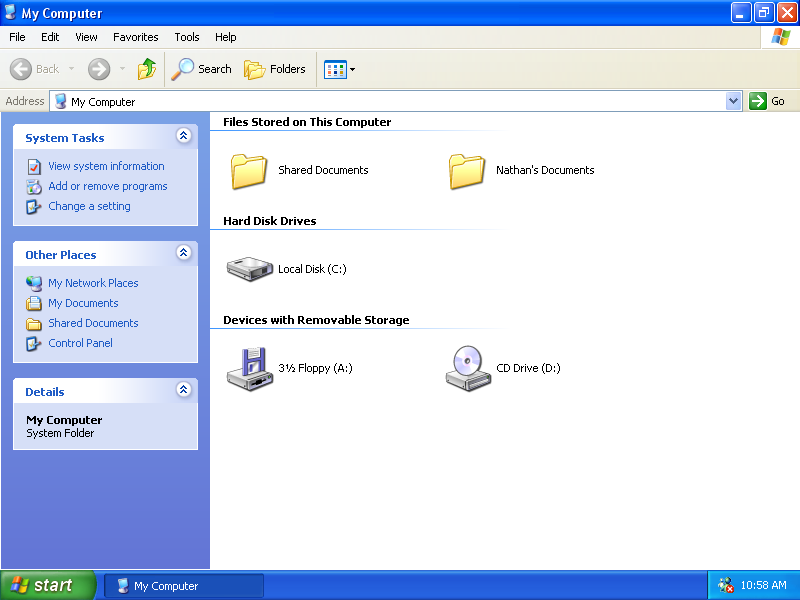 My Computer
File Edit View Favorites Tools Help
Back Search Folders
Address My Computer Go
System Tasks
View system information
Add or remove programs
Change a setting
Other Places
My Network Places
My Documents
Shared Documents
Control Panel
Details
My Computer
System Folder
Files Stored on This Computer
Shared Documents Nathan's Documents
Hard Disk Drives
Local Disk (C:)
Devices with Removable Storage
3½ Floppy (A:) CD Drive (D:)
start My Computer 10:58 AM